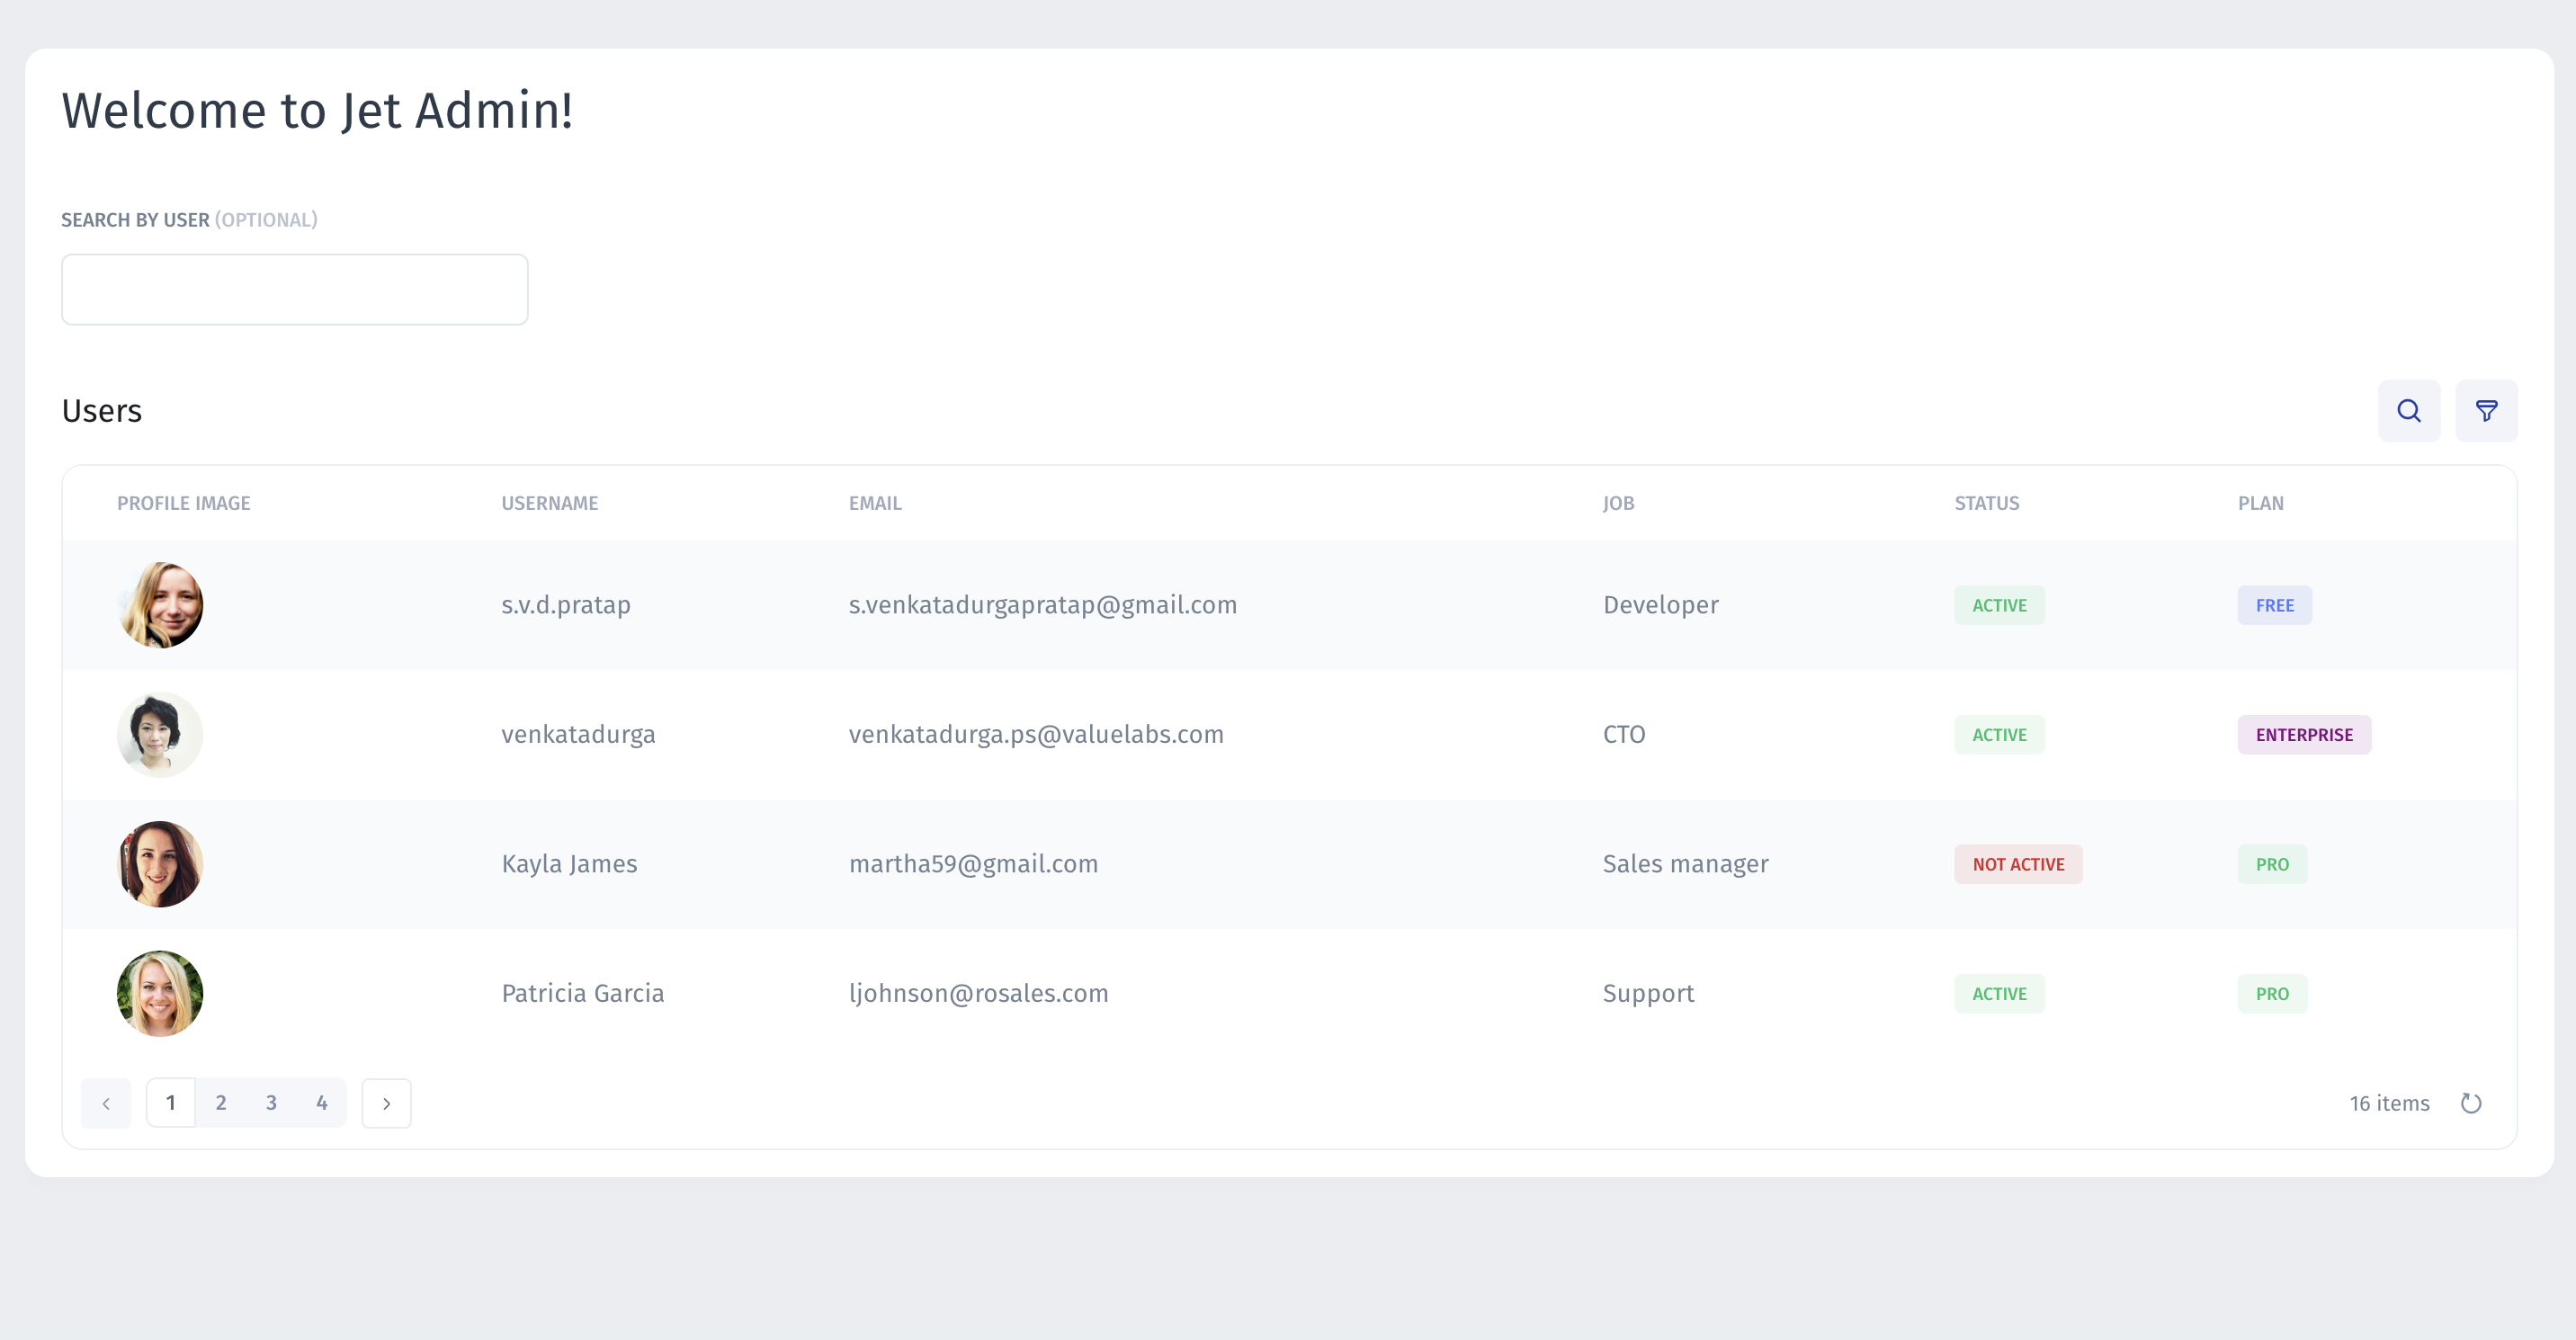 Welcome to Jet Admin!
SEARCH BY USER (OPTIONAL)
Users
PROFILE IMAGE USERNAME EMAIL JOB STATUS PLAN
s.v.d.pratap s.venkatadurgapratap@gmail.com Developer ACTIVE FREE
venkatadurga venkatadurga.ps@valuelabs.com CTO ACTIVE ENTERPRISE
Kayla James martha59@gmail.com Sales manager NOT ACTIVE PRO
Patricia Garcia ljohnson@rosales.com Support ACTIVE PRO
1 2 3 4 16 items